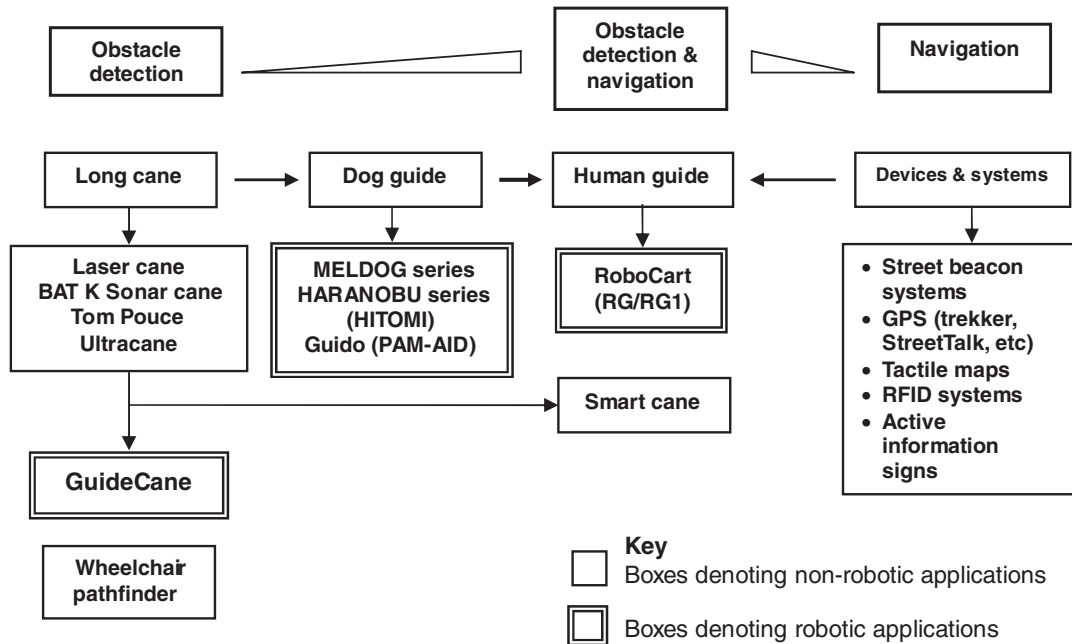 Obstacle
detection
Obstacle
detection &
navigation
Navigation
Long cane
Dog guide
Human guide
Devices & systems
Laser cane
BAT K Sonar cane
Tom Pouce
Ultracane
MELDOG series
HARANOBU series
(HITOMI)
Guido (PAM-AID)
RoboCart
(RG/RG1)
• Street beacon
systems
• GPS (trekker,
StreetTalk, etc)
• Tactile maps
• RFID systems
• Active
information
signs
Smart cane
GuideCane
Wheelchair
pathfinder
Key
Boxes denoting non-robotic applications
Boxes denoting robotic applications